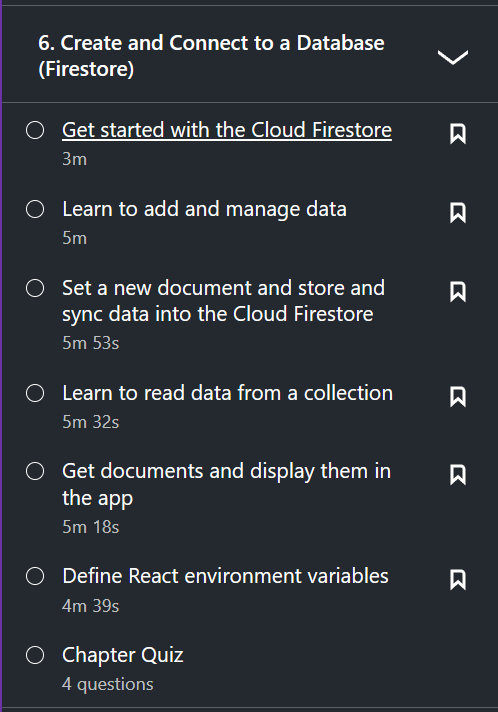 6. Create and Connect to a Database
(Firestore)
Get started with the Cloud Firestore
3m
Learn to add and manage data
5m
Set a new document and store and
sync data into the Cloud Firestore
5m 53s
Learn to read data from a collection
5m 32s
Get documents and display them in
the app
5m 18s
Define React environment variables
4m 39s
Chapter Quiz
4 questions